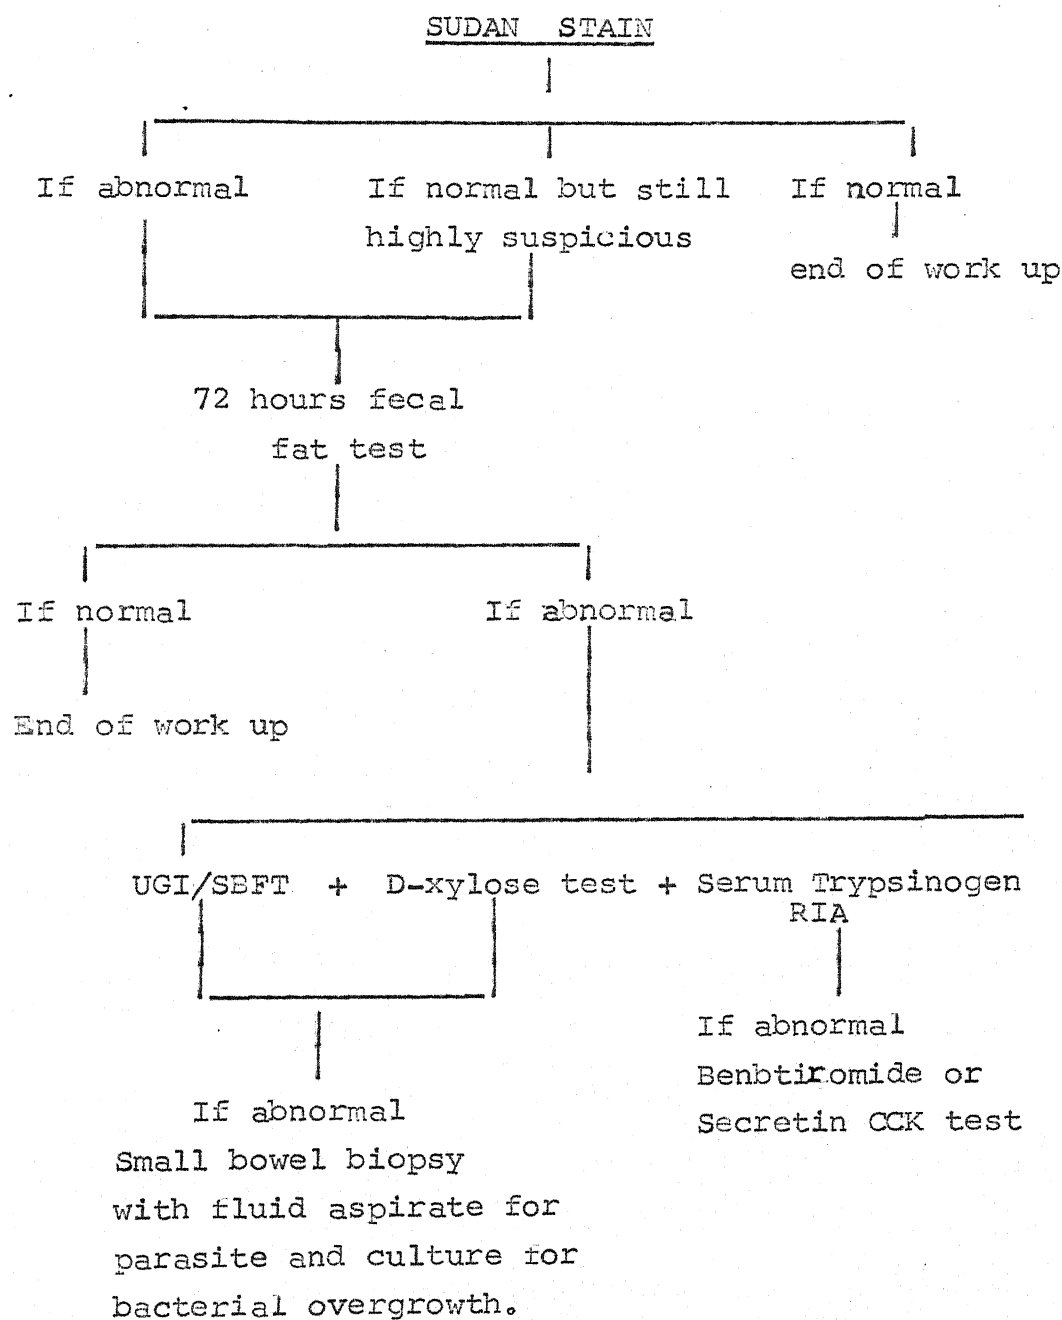 SUDAN STAIN
If abnormal
If normal but still
highly suspicious
If normal
end of work up
72 hours fecal
fat test
If normal
If abnormal
End of work up
UGI/SBFT + D-xylose test + Serum Trypsinogen
RIA
If abnormal
Benbtiromide or
Secretin CCK test
If abnormal
Small bowel biopsy
with fluid aspirate for
parasite and culture for
bacterial overgrowth.